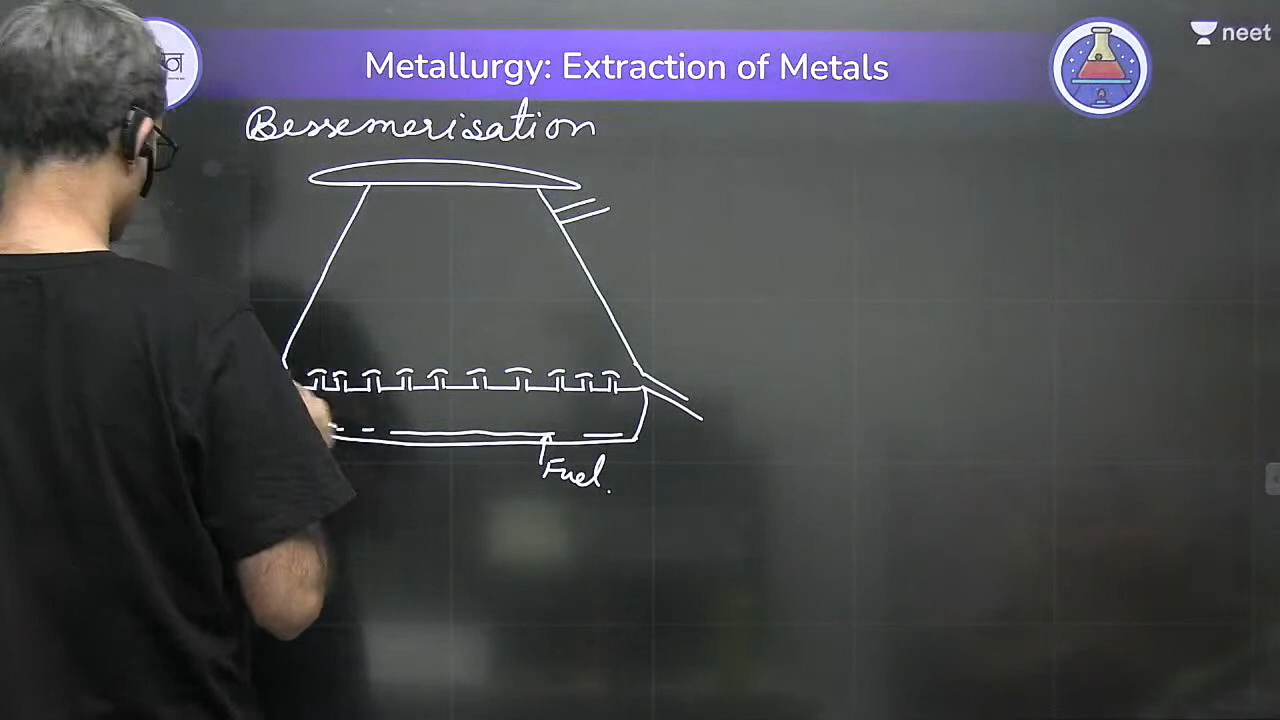 neet
Metallurgy: Extraction of Metals
Bessemerisation
Fuel.